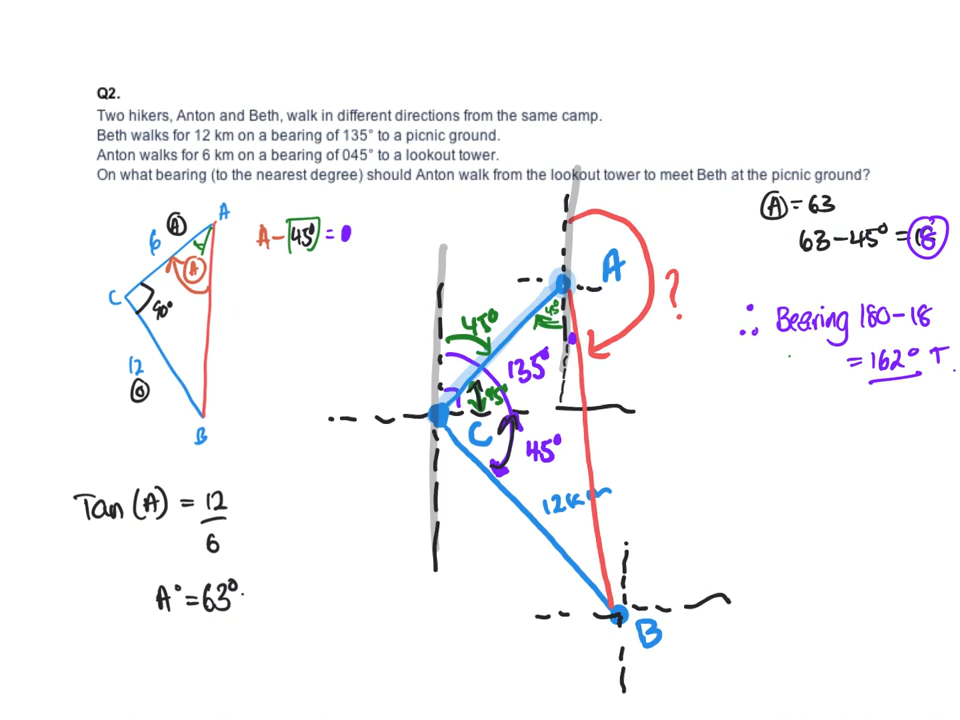 Q2.
Two hikers, Anton and Beth, walk in different directions from the same camp.
Beth walks for 12 km on a bearing of 135° to a picnic ground.
Anton walks for 6 km on a bearing of 045° to a lookout tower.
On what bearing (to the nearest degree) should Anton walk from the lookout tower to meet Beth at the picnic ground?
A
A
6
A
C
90°
12
O
B
A - 45° =
Tan (A) = 12
6
A° = 63°.
A
?
45°
45°
135°
45°
C
45°
12km
B
A = 63
63 - 45° = 18
∴ Bearing 180 - 18
= 162° T